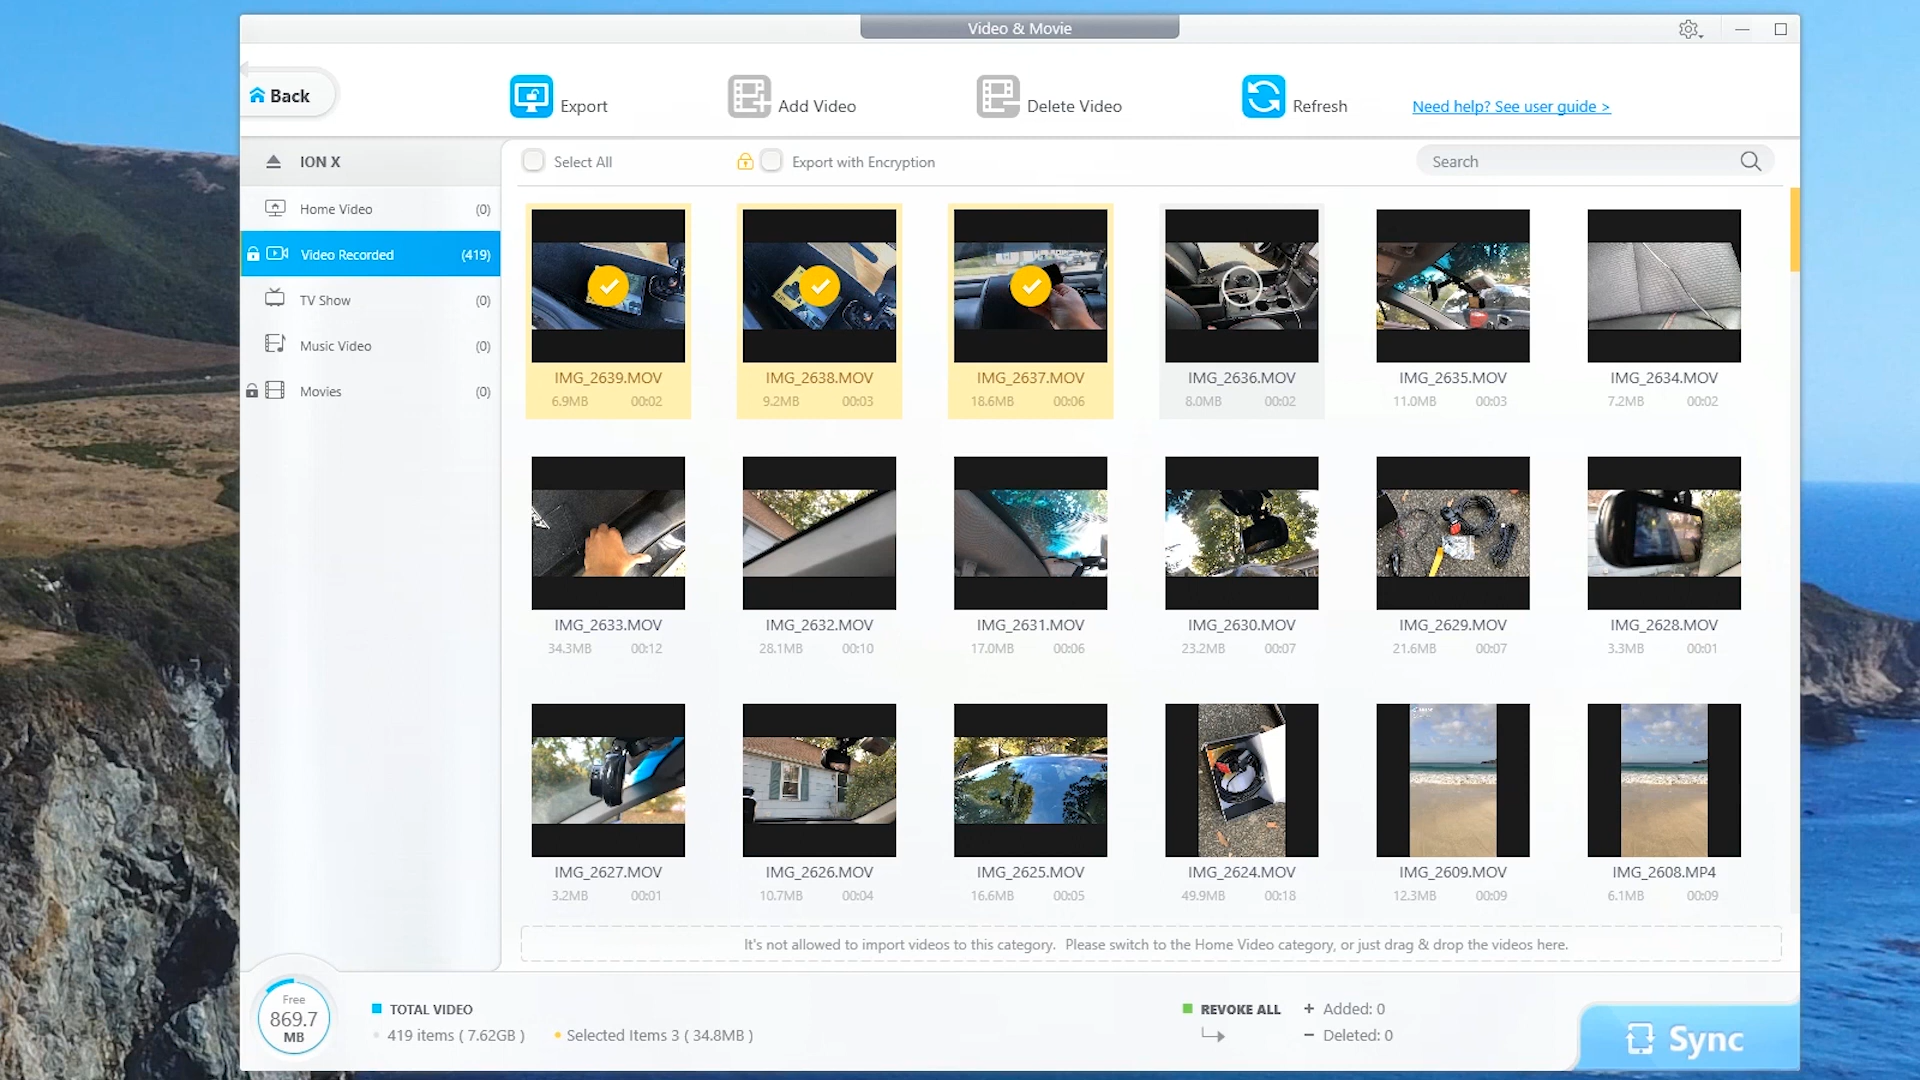 Video & Movie
Back
Export
Add Video
Delete Video
Refresh
Need help? See user guide >
ION X
Select All
Export with Encryption
Search
Home Video (0)
Video Recorded (419)
TV Show (0)
Music Video (0)
Movies (0)
IMG_2639.MOV IMG_2638.MOV IMG_2637.MOV IMG_2636.MOV IMG_2635.MOV IMG_2634.MOV
6.9MB 00:02 9.2MB 00:03 18.6MB 00:06 8.0MB 00:02 11.0MB 00:03 7.2MB 00:02
IMG_2633.MOV IMG_2632.MOV IMG_2631.MOV IMG_2630.MOV IMG_2629.MOV IMG_2628.MOV
34.3MB 00:12 28.1MB 00:10 17.0MB 00:06 23.2MB 00:07 21.6MB 00:07 3.3MB 00:01
IMG_2627.MOV IMG_2626.MOV IMG_2625.MOV IMG_2624.MOV IMG_2609.MOV IMG_2608.MP4
3.2MB 00:01 10.7MB 00:04 16.6MB 00:05 49.9MB 00:18 12.3MB 00:09 6.1MB 00:09
It's not allowed to import videos to this category. Please switch to the Home Video category, or just drag & drop the videos here.
Free
869.7
MB
TOTAL VIDEO
419 items ( 7.62GB ) Selected Items 3 ( 34.8MB )
REVOKE ALL + Added: 0
− Deleted: 0
Sync